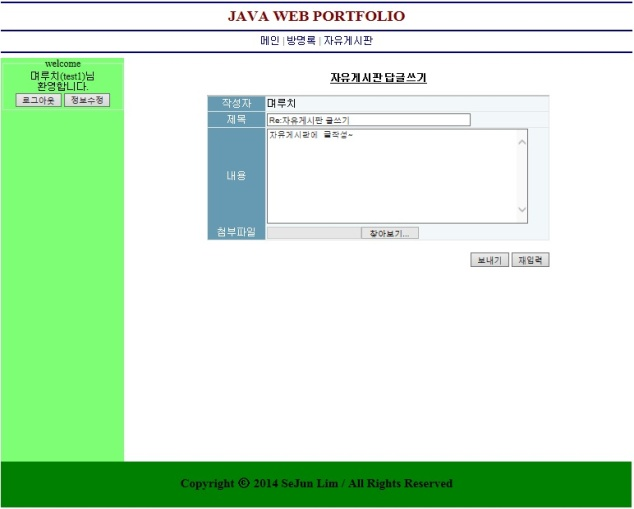 JAVA WEB PORTFOLIO
메인 | 방명록 | 자유게시판
welcome
며루치(test1)님
환영합니다.
로그아웃 정보수정
자유게시판 답글쓰기
작성자 며루치
제목 Re:자유게시판 글쓰기
내용 자유게시판에 글작성~
첨부파일 찾아보기...
보내기 재입력
Copyright ⓒ 2014 SeJun Lim / All Rights Reserved